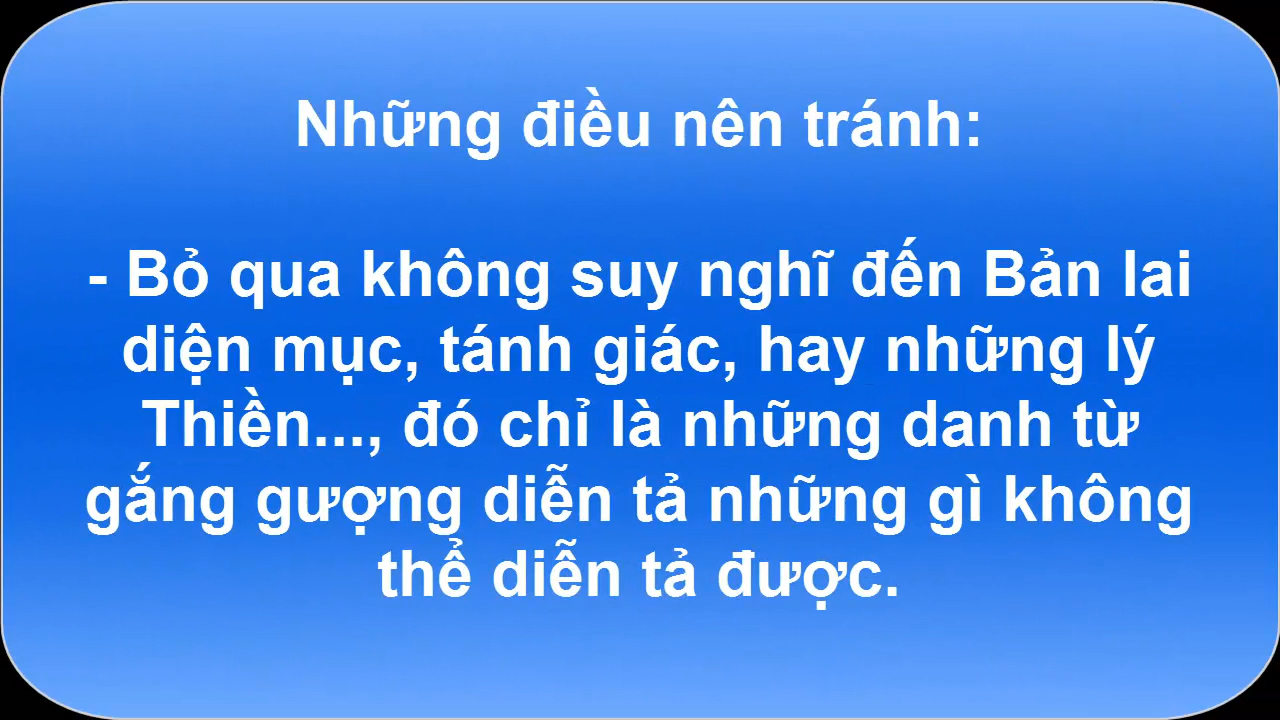 Những điều nên tránh:
- Bỏ qua không suy nghĩ đến Bản lai
diện mục, tánh giác, hay những lý
Thiền..., đó chỉ là những danh từ
gắng gượng diễn tả những gì không
thể diễn tả được.